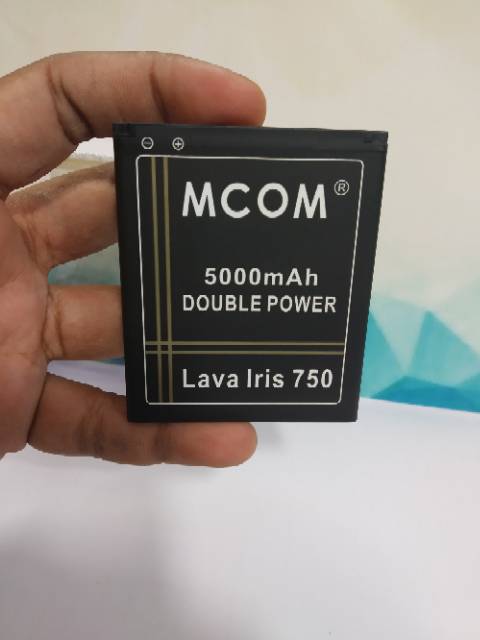 ⊖ ⊕
MCOM®
5000mAh
DOUBLE POWER
Lava Iris 750